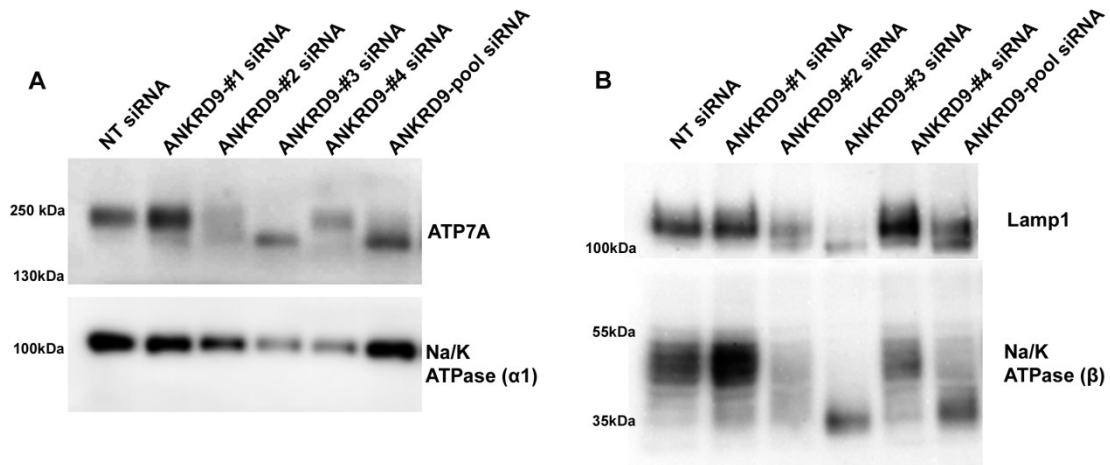 A
NT siRNA
ANKRD9-#1 siRNA
ANKRD9-#2 siRNA
ANKRD9-#3 siRNA
ANKRD9-#4 siRNA
ANKRD9-pool siRNA
250 kDa
ATP7A
130kDa
100kDa
Na/K
ATPase (α1)
B
NT siRNA
ANKRD9-#1 siRNA
ANKRD9-#2 siRNA
ANKRD9-#3 siRNA
ANKRD9-#4 siRNA
ANKRD9-pool siRNA
Lamp1
100kDa
55kDa
Na/K
ATPase (β)
35kDa